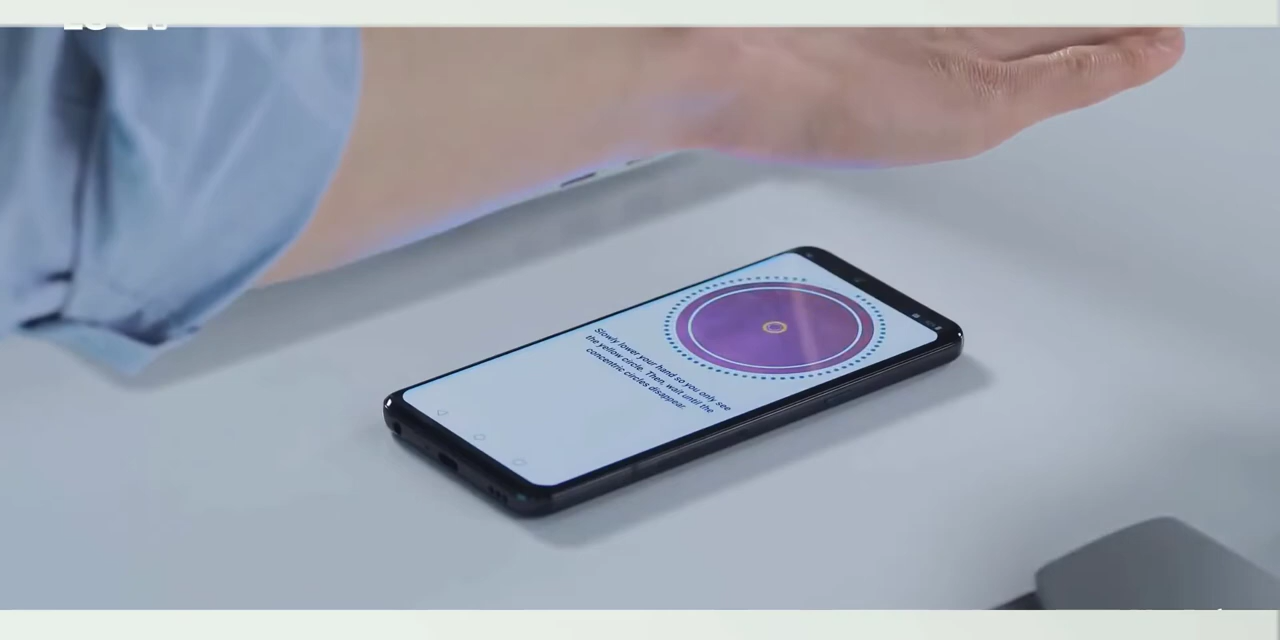 Slowly lower your hand so you only see
the yellow circle. Then, wait until the
concentric circles disappear.